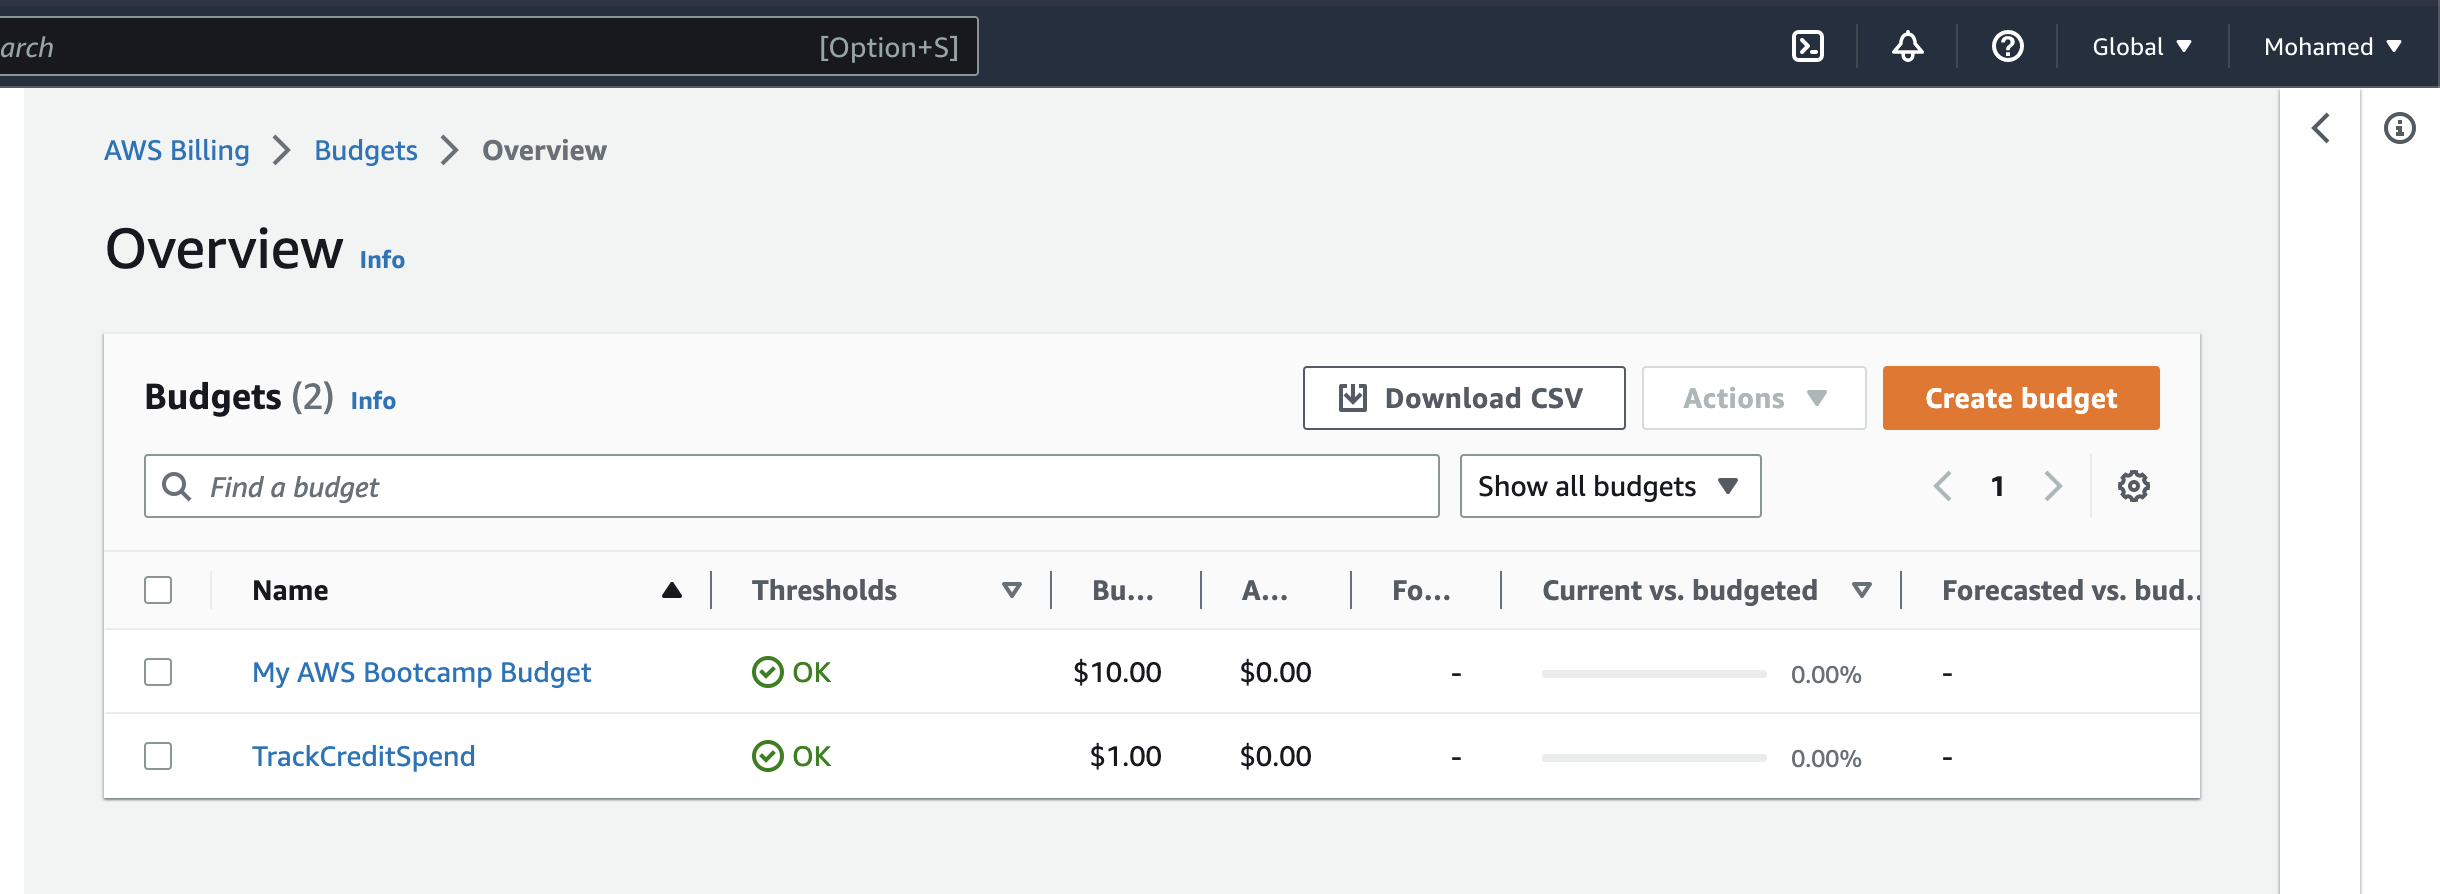 arch [Option+S] Global Mohamed
AWS Billing Budgets Overview
Overview Info
Budgets (2) Info Download CSV Actions Create budget
Find a budget Show all budgets 1
Name Thresholds Bu... A... Fo... Current vs. budgeted Forecasted vs. bud..
My AWS Bootcamp Budget OK $10.00 $0.00 - 0.00% -
TrackCreditSpend OK $1.00 $0.00 - 0.00% -